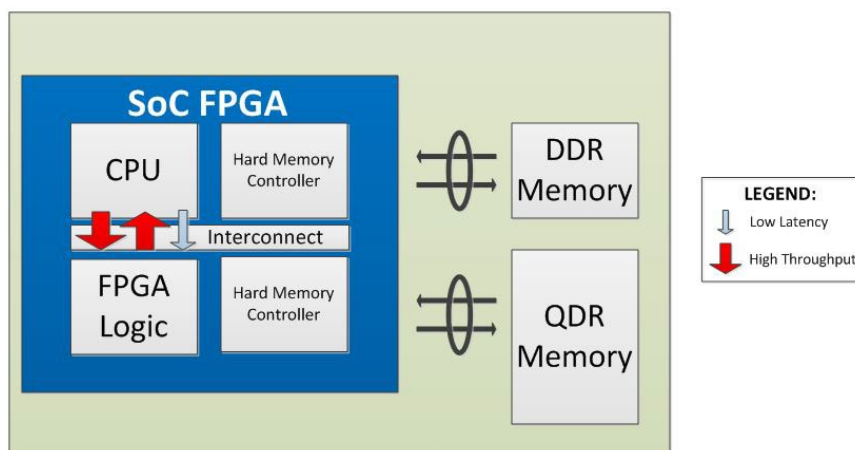 SoC FPGA
CPU
Hard Memory
Controller
Interconnect
FPGA
Logic
Hard Memory
Controller
DDR
Memory
QDR
Memory
LEGEND:
Low Latency
High Throughput